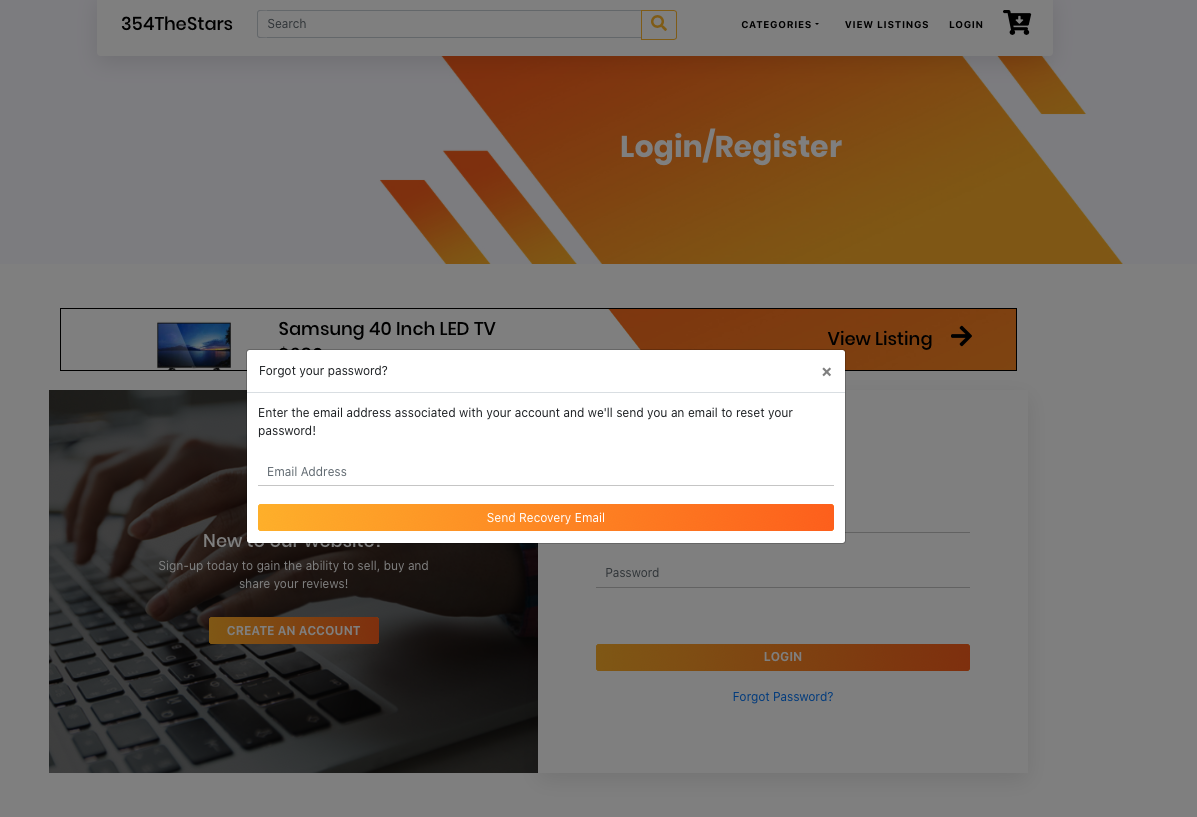 354TheStars
Search
CATEGORIES
VIEW LISTINGS
LOGIN
Login/Register
Samsung 40 Inch LED TV
View Listing
Forgot your password?
×
Enter the email address associated with your account and we'll send you an email to reset your
password!
Email Address
Send Recovery Email
New to our website?
Sign-up today to gain the ability to sell, buy and
share your reviews!
CREATE AN ACCOUNT
Password
LOGIN
Forgot Password?